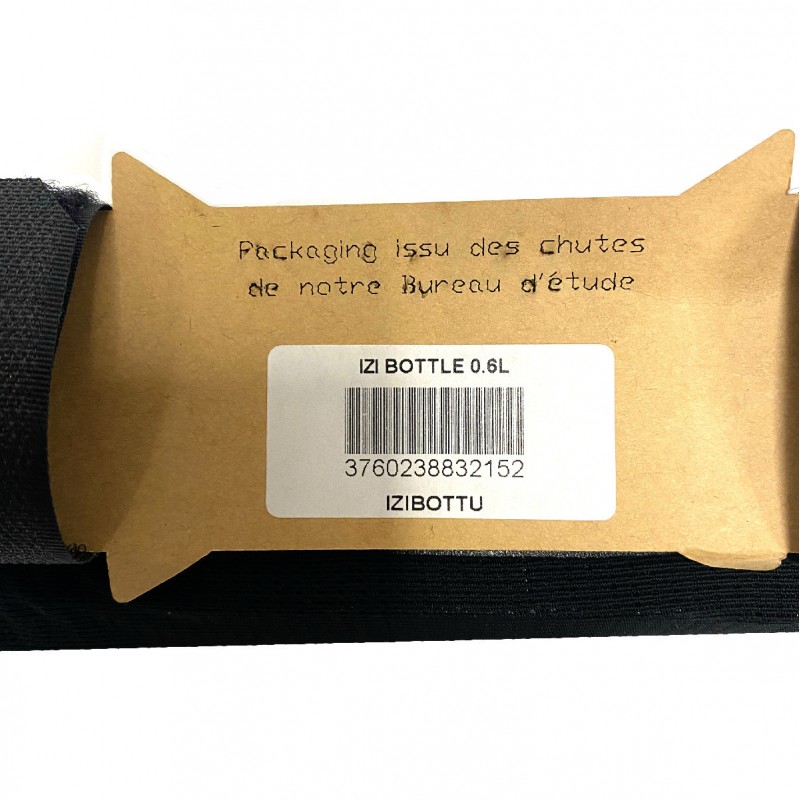 Packaging issu des chutes
de notre Bureau d'étude
IZI BOTTLE 0.6L
3760238832152
IZIBOTTU